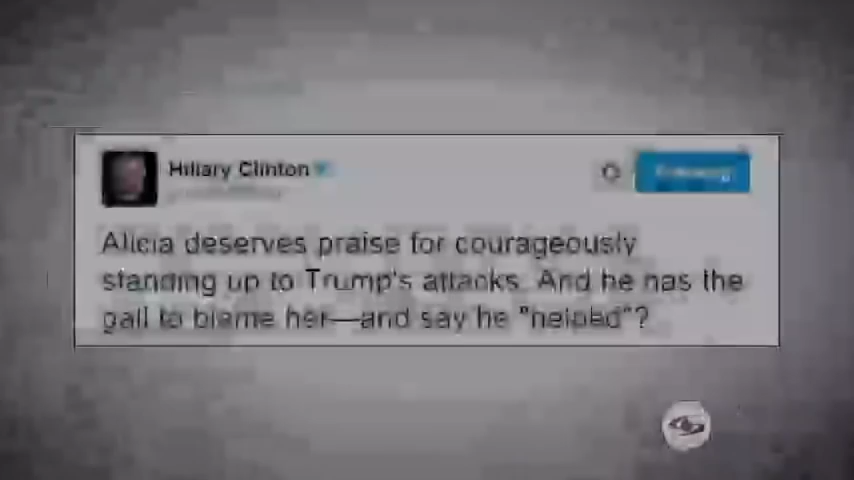 Hillary Clinton
Following
Alicia deserves praise for courageously
standing up to Trump's attacks. And he has the
gall to blame her—and say he "helped"?